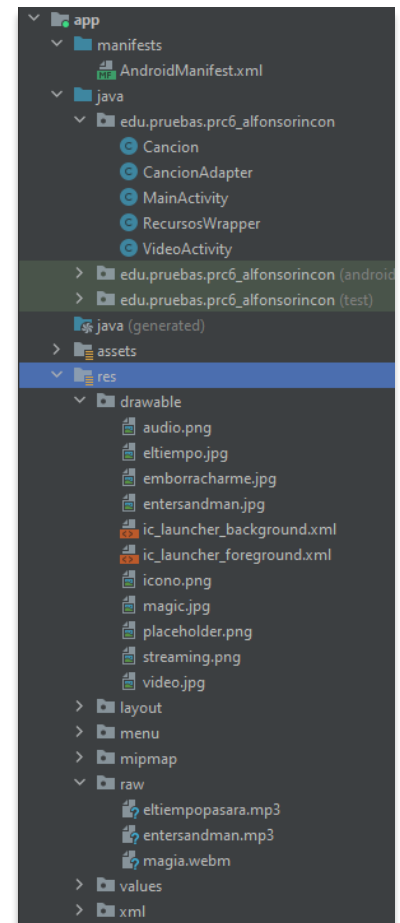 app
manifests
AndroidManifest.xml
java
edu.pruebas.prc6_alfonsorincon
Cancion
CancionAdapter
MainActivity
RecursosWrapper
VideoActivity
edu.pruebas.prc6_alfonsorincon (android
edu.pruebas.prc6_alfonsorincon (test)
java (generated)
assets
res
drawable
audio.png
eltiempo.jpg
emborracharme.jpg
entersandman.jpg
ic_launcher_background.xml
ic_launcher_foreground.xml
icono.png
magic.jpg
placeholder.png
streaming.png
video.jpg
layout
menu
mipmap
raw
eltiempopasara.mp3
entersandman.mp3
magia.webm
values
xml